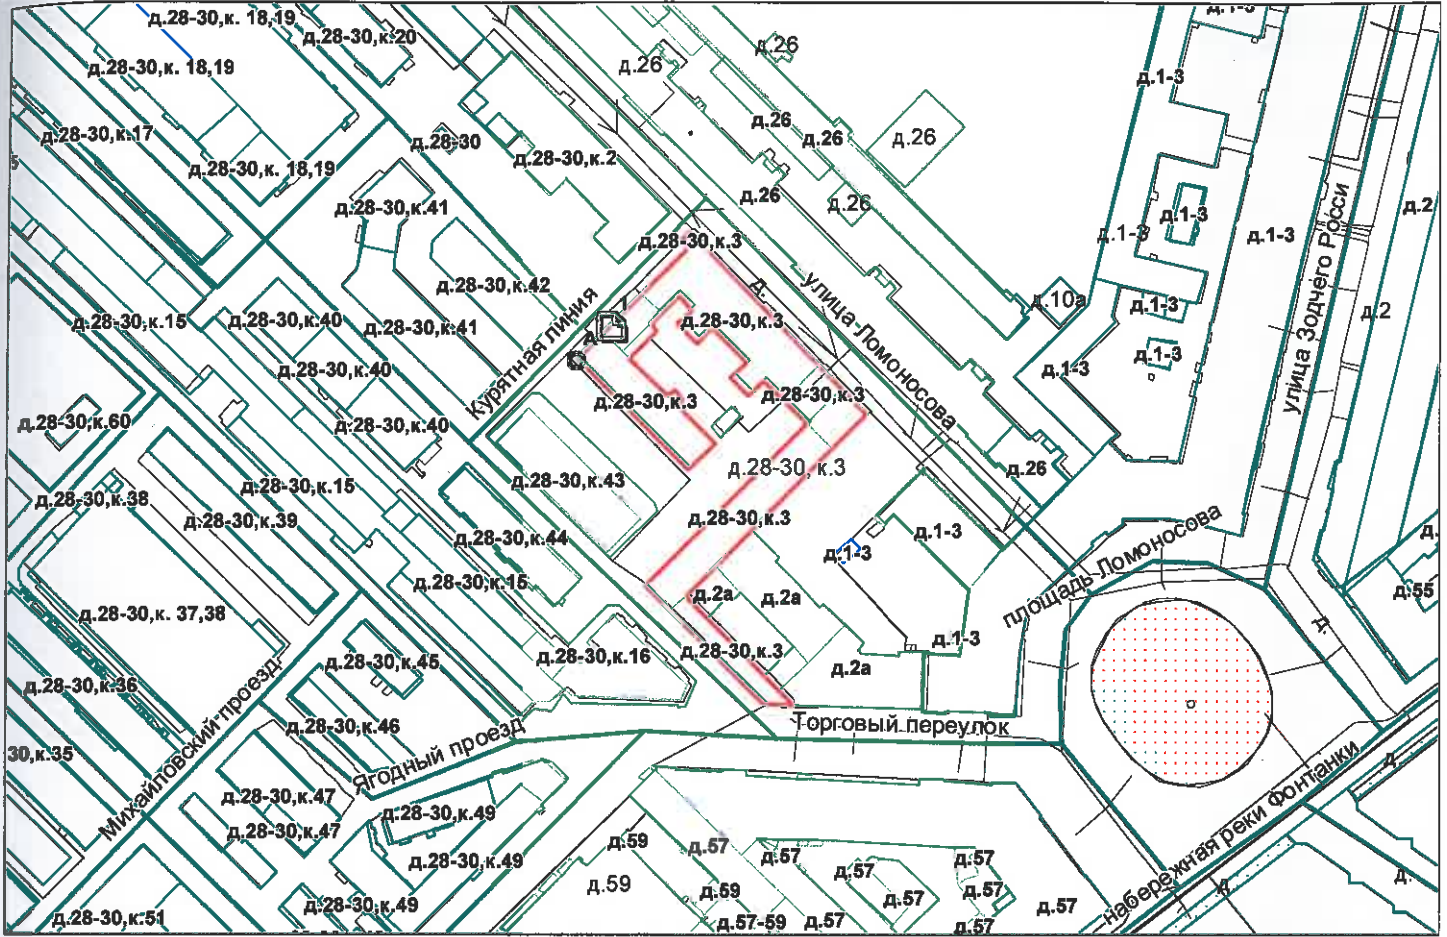 д.28-30,к. 18,19
д.28-30,к.20
д.26
д.26
д.1-3
д.28-30,к. 18,19
д.1-3
д.28-30,к.17
д.28-30
д.26
д.26
д.26
д.28-30,к. 18,19
д.28-30,к.2
д.26
д.26
д.28-30,к.41
д.1-3
д.1-3
д.1-3
д.2
д.28-30,к.3
улица Зодчего Росси
д.28-30,к.42
д.
улица Ломоносова
д.10а
д.1-3
д.2
д.28-30,к.15
д.28-30,к.40
д.28-30,к.41
Курятная линия
д.28-30,к.3
д.1-3
д.1-3
д.28-30,к.40
д.28-30,к.3
д.28-30,к.3
д.28-30,к.60
д.28-30,к.40
д.28-30,к.43
д.28-30, к.3
д.26
д.28-30,к.38
д.28-30,к.15
д.28-30,к.39
д.28-30,к.3
д.28-30,к.44
д.1-3
д.1-3
площадь Ломоносова
д.
д.28-30,к.15
д.2а
д.2а
д.55
д.28-30,к. 37,38
д.28-30,к.16
д.28-30,к.3
д.2а
д.1-3
д.
д.28-30,к.45
д.28-30,к.36
д.28-30,к.46
Михайловский проезд
Ягодный проезд
Торговый переулок
30,к.35
д.28-30,к.47
д.28-30,к.47
д.28-30,к.49
д.28-30,к.49
д.59
д.57
д.57
д.57
д.57
набережная реки Фонтанки
д.
д.59
д.59
д.57
д.57
д.57
д.
д.
д.28-30,к.51
д.28-30,к.49
д.57-59
д.57
д.57